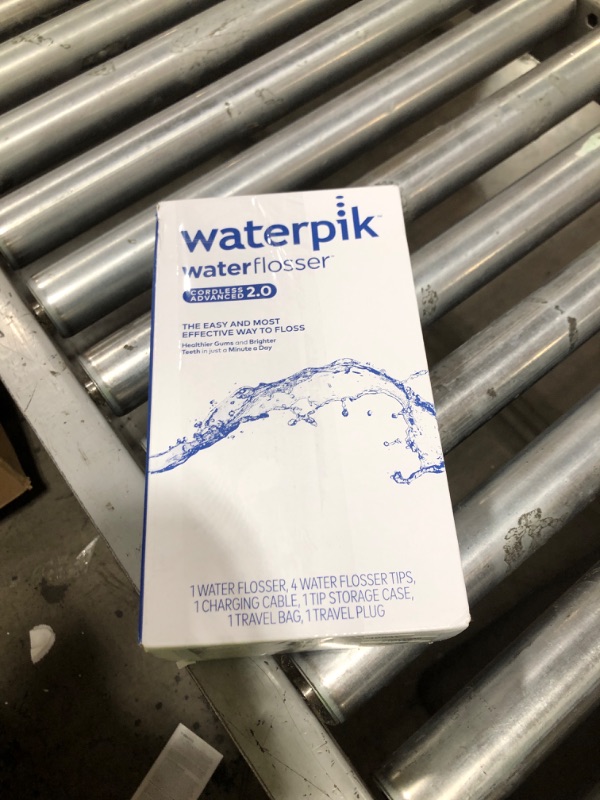 waterpik™
waterflosser™
CORDLESS ADVANCED 2.0
THE EASY AND MOST
EFFECTIVE WAY TO FLOSS
Healthier Gums and Brighter
Teeth in just a Minute a Day
1 WATER FLOSSER, 4 WATER FLOSSER TIPS,
1 CHARGING CABLE, 1 TIP STORAGE CASE,
1 TRAVEL BAG, 1 TRAVEL PLUG